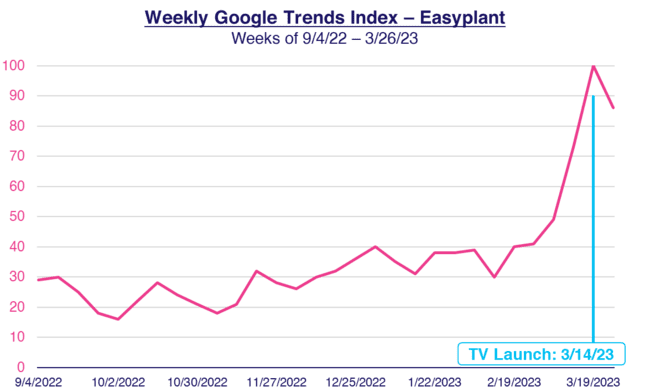 Weekly Google Trends Index – Easyplant
Weeks of 9/4/22 – 3/26/23
100
90
80
70
60
50
40
30
20
10
0
TV Launch: 3/14/23
9/4/2022 10/2/2022 10/30/2022 11/27/2022 12/25/2022 1/22/2023 2/19/2023 3/19/2023